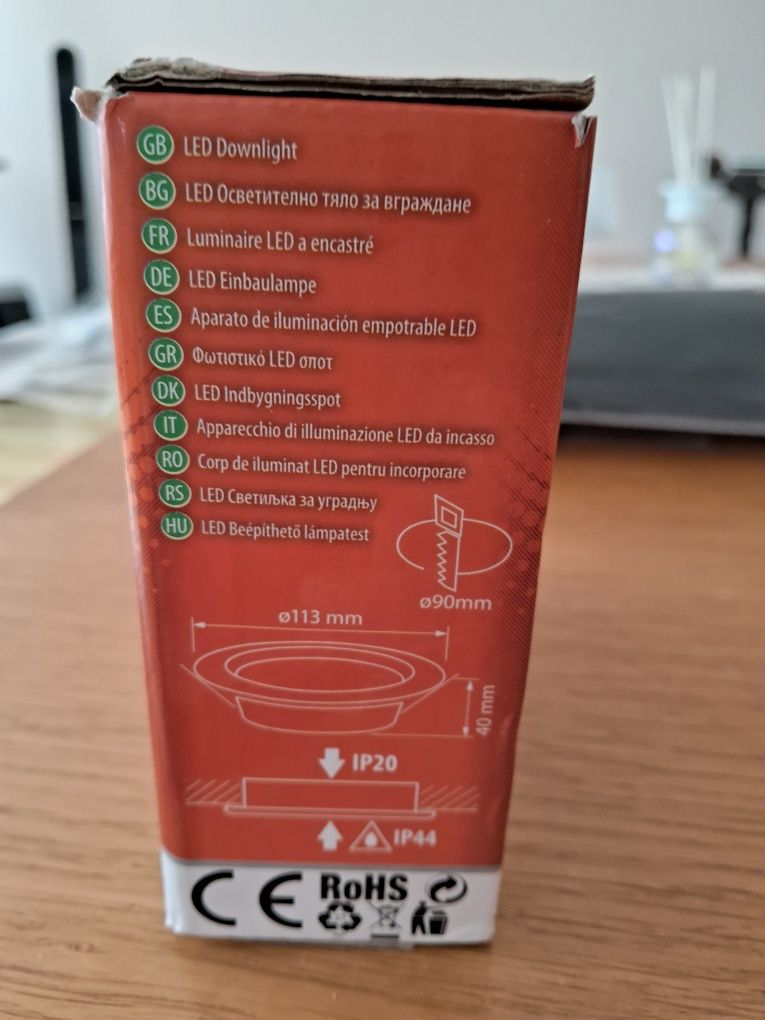 GB LED Downlight
BG LED Осветително тяло за вграждане
FR Luminaire LED a encastré
DE LED Einbaulampe
ES Aparato de iluminación empotrable LED
GR Φωτιστικό LED σποτ
DK LED Indbygningsspot
IT Apparecchio di illuminazione LED da incasso
RO Corp de iluminat LED pentru incorporare
RS LED Светиљка за уградњу
HU LED Beépíthető lámpatest
ø90mm
ø113 mm
40 mm
IP20
IP44
CE RoHS